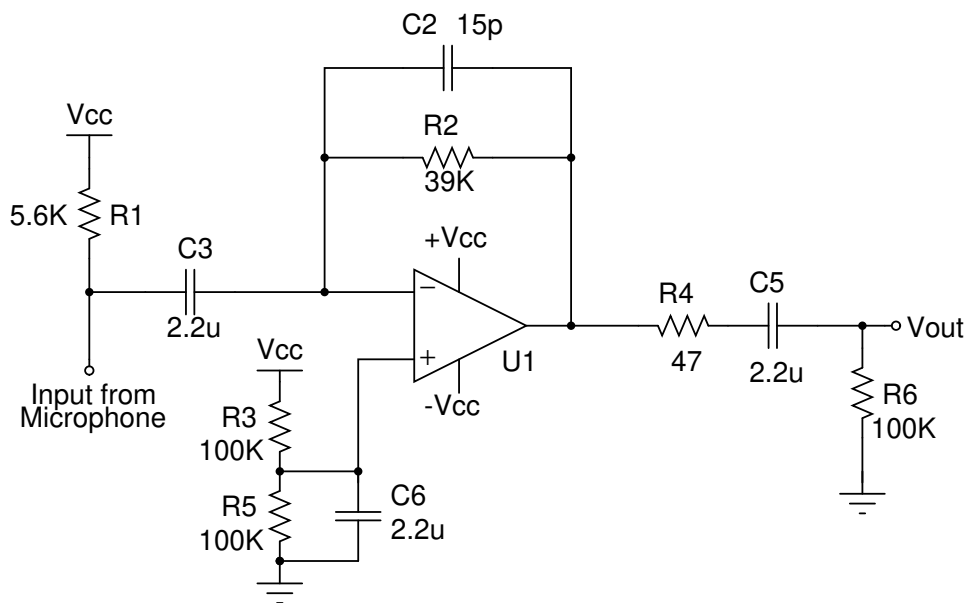 C2 15p
R2
39K
Vcc
5.6K R1
C3
2.2u
+Vcc
−
+
U1
-Vcc
Input from
Microphone
Vcc
R3
100K
R5
100K
C6
2.2u
R4
47
C5
2.2u
Vout
R6
100K